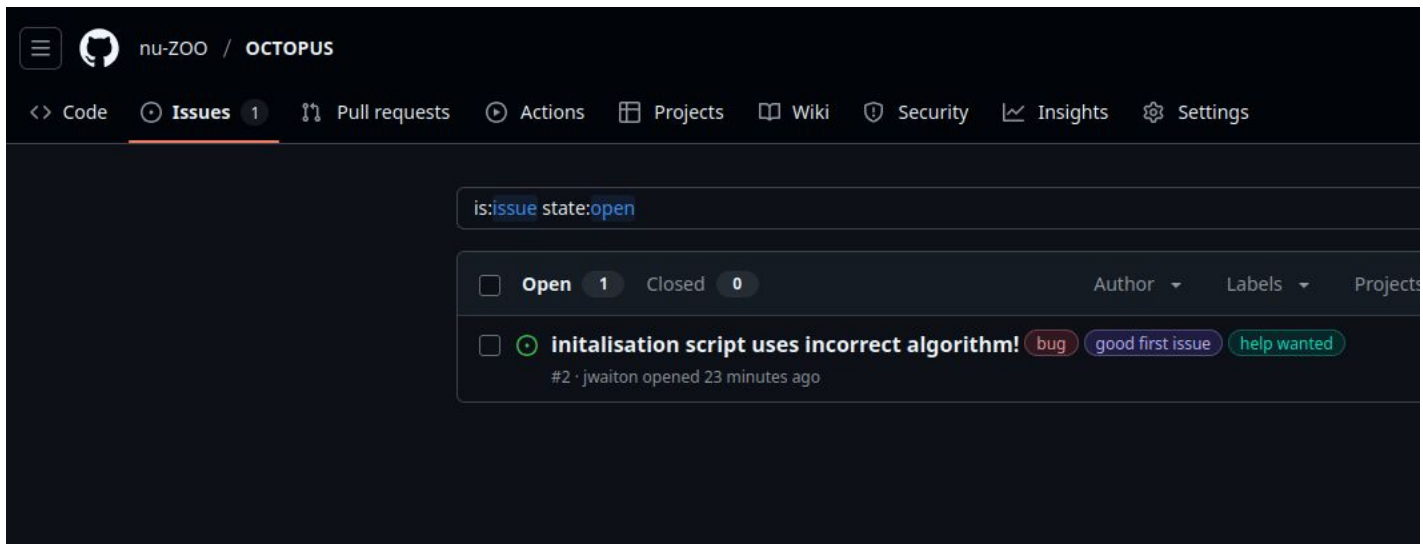 nu-ZOO / OCTOPUS
Code Issues 1 Pull requests Actions Projects Wiki Security Insights Settings
is:issue state:open
Open 1 Closed 0 Author Labels Projects
initalisation script uses incorrect algorithm! bug good first issue help wanted
#2 · jwaiton opened 23 minutes ago